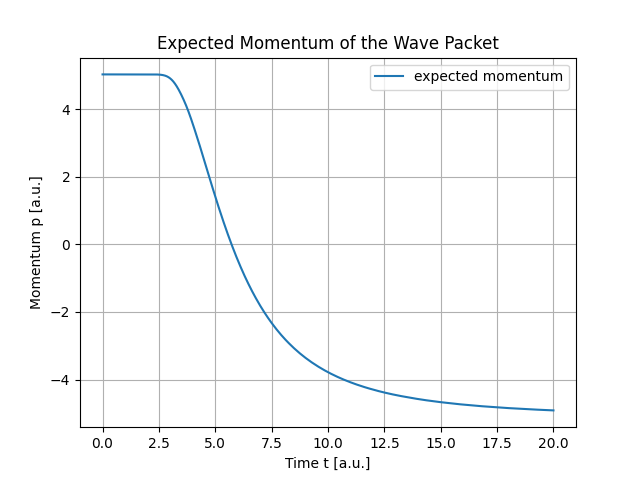 Expected Momentum of the Wave Packet
expected momentum
Momentum p [a.u.]
4
2
0
−2
−4
0.0 2.5 5.0 7.5 10.0 12.5 15.0 17.5 20.0
Time t [a.u.]